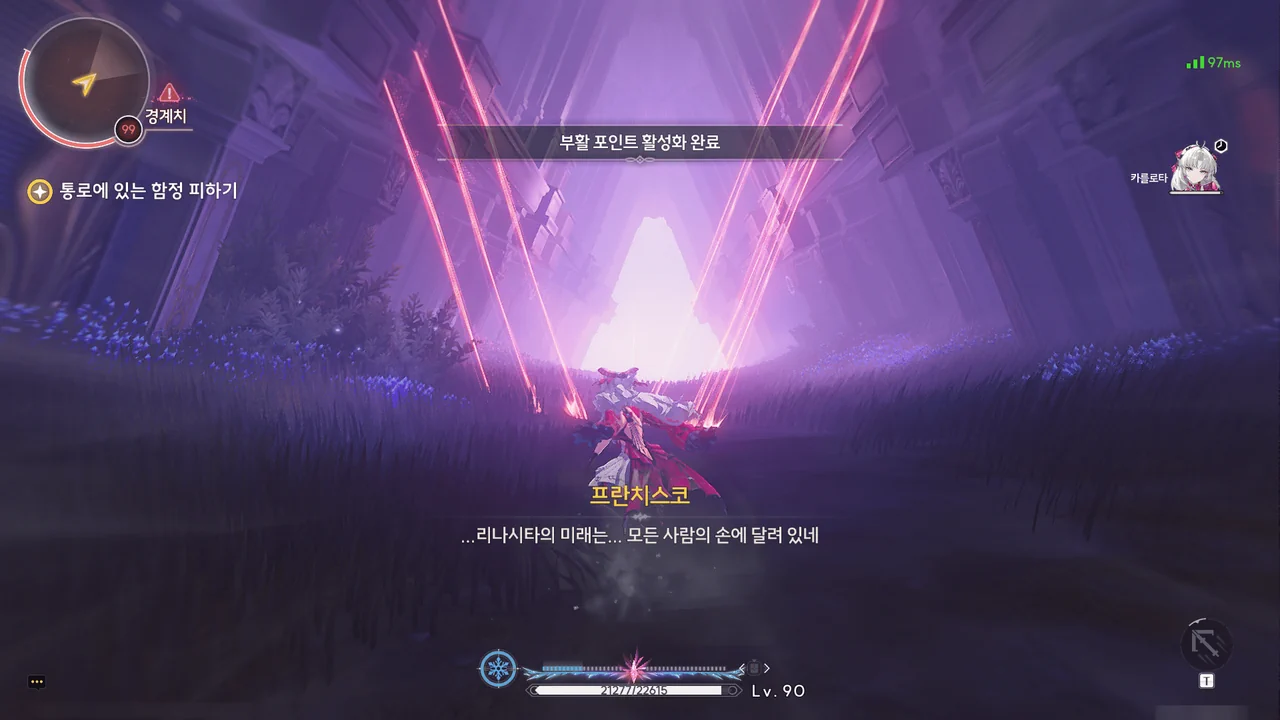 97ms
99
경계치
부활 포인트 활성화 완료
통로에 있는 함정 피하기
카를로타
프란치스코
...리나시타의 미래는... 모든 사람의 손에 달려 있네
21277/22615
Lv. 90
T